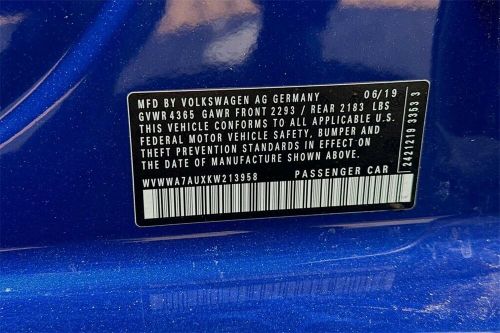 MFD BY VOLKSWAGEN AG GERMANY 06/19
GVWR 4365 GAWR FRONT 2293 / REAR 2183 LBS
THIS VEHICLE CONFORMS TO ALL APPLICABLE U.S.
FEDERAL MOTOR VEHICLE SAFETY, BUMPER, AND
THEFT PREVENTION STANDARDS IN EFFECT ON
THE DATE OF MANUFACTURE SHOWN ABOVE.
WVWWA7AUXKW213958 PASSENGER CAR
2421219 3353 3